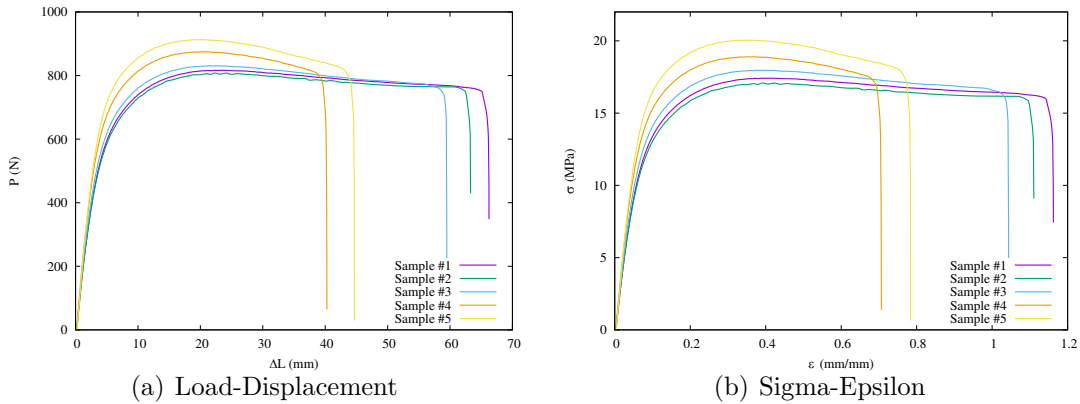 1000
800
600
400
200
0
P (N)
0 10 20 30 40 50 60 70
ΔL (mm)
Sample #1
Sample #2
Sample #3
Sample #4
Sample #5
(a) Load-Displacement
20
15
10
5
0
σ (MPa)
0 0.2 0.4 0.6 0.8 1 1.2
ε (mm/mm)
Sample #1
Sample #2
Sample #3
Sample #4
Sample #5
(b) Sigma-Epsilon